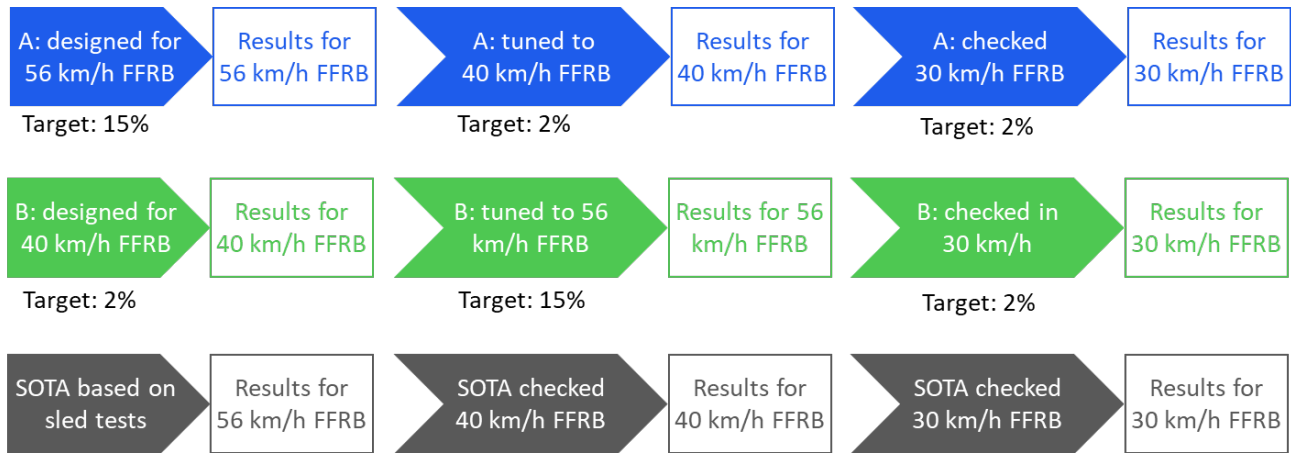 A: designed for
56 km/h FFRB
Results for
56 km/h FFRB
A: tuned to
40 km/h FFRB
Results for
40 km/h FFRB
A: checked
30 km/h FFRB
Results for
30 km/h FFRB
Target: 15%
Target: 2%
Target: 2%
B: designed for
40 km/h FFRB
Results for
40 km/h FFRB
B: tuned to 56
km/h FFRB
Results for 56
km/h FFRB
B: checked in
30 km/h
Results for
30 km/h FFRB
Target: 2%
Target: 15%
Target: 2%
SOTA based on
sled tests
Results for
56 km/h FFRB
SOTA checked
40 km/h FFRB
Results for
40 km/h FFRB
SOTA checked
30 km/h FFRB
Results for
30 km/h FFRB